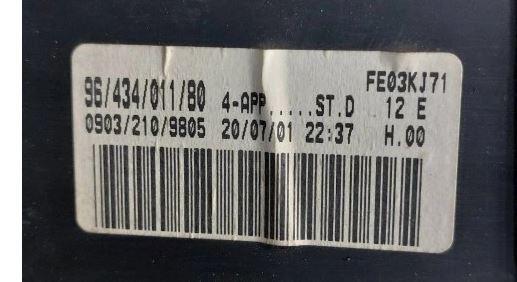 FE03KJ71
96/434/011/80 4-APP.....ST.D 12 E
0903/210/9805 20/07/01 22:37 H.00